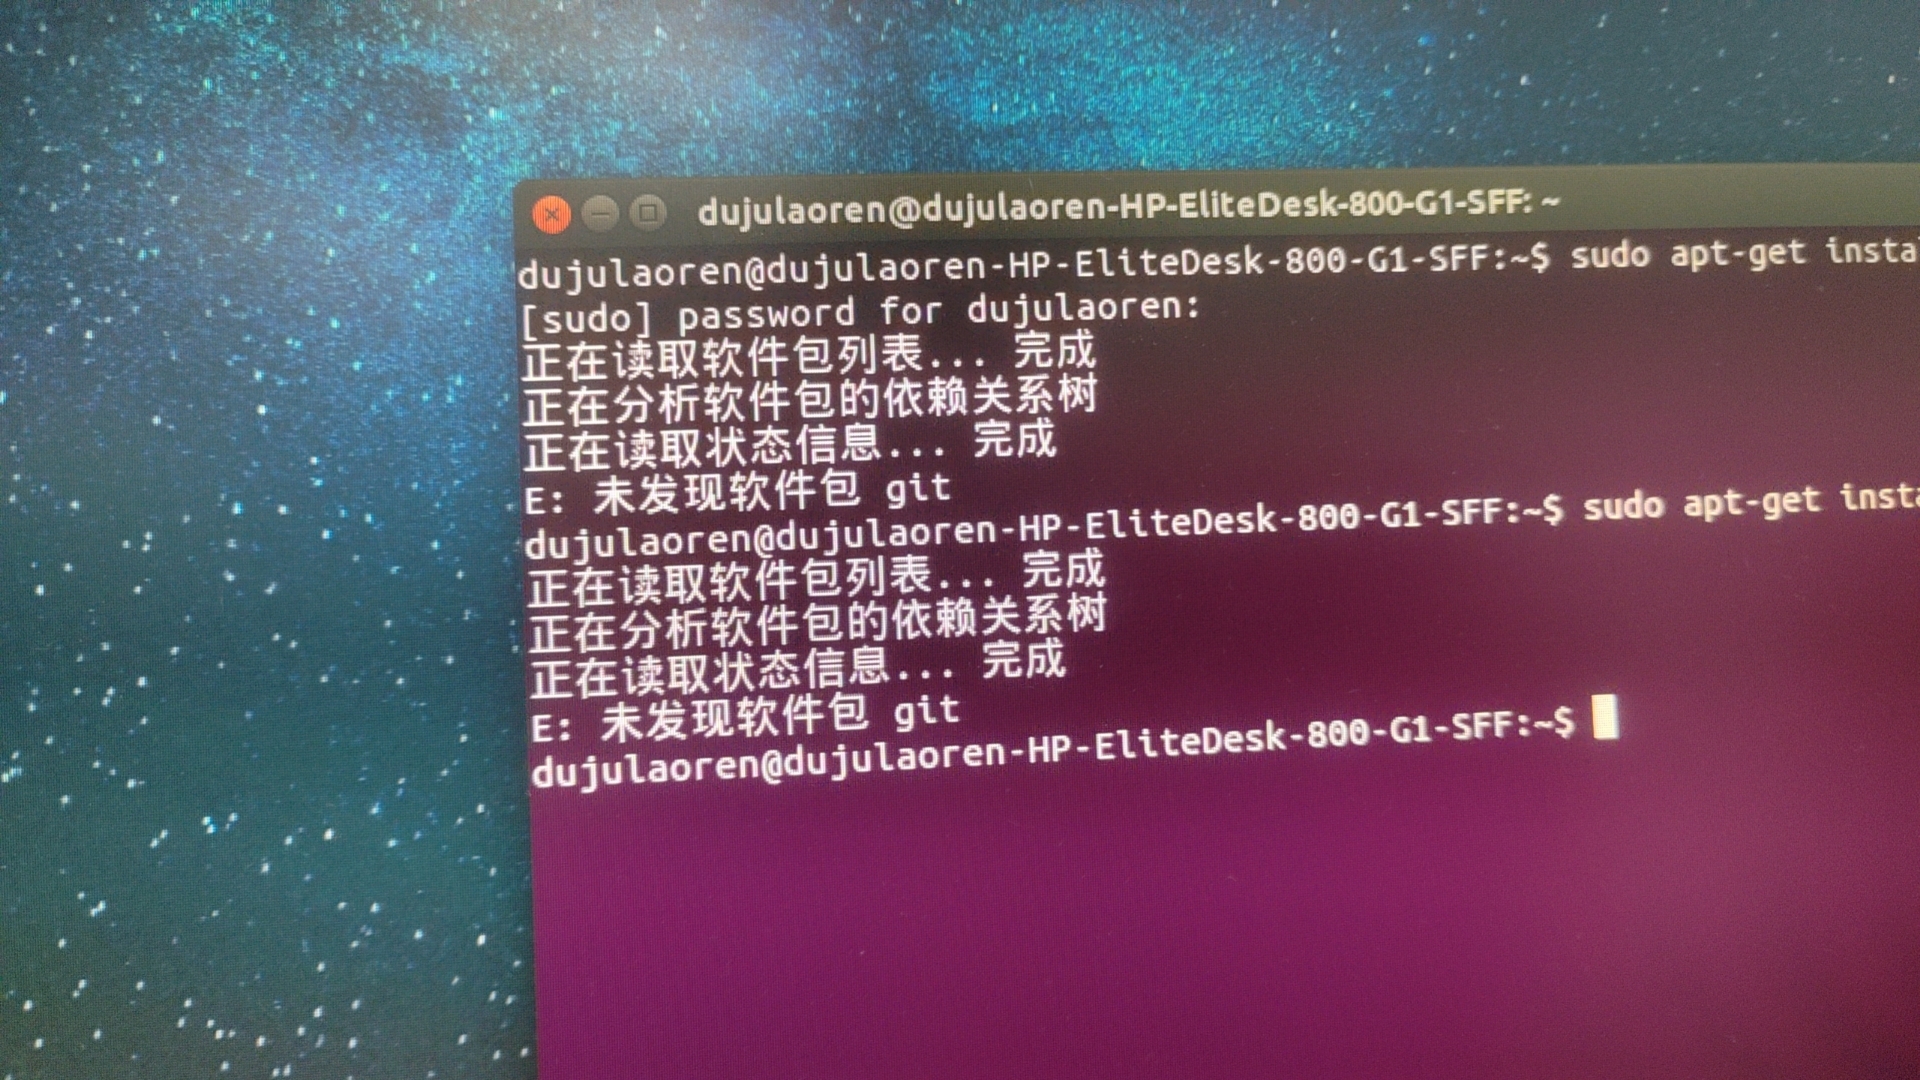 dujulaoren@dujulaoren-HP-EliteDesk-800-G1-SFF: ~
dujulaoren@dujulaoren-HP-EliteDesk-800-G1-SFF:~$ sudo apt-get insta
[sudo] password for dujulaoren:
正在读取软件包列表... 完成
正在分析软件包的依赖关系树
正在读取状态信息... 完成
E: 未发现软件包 git
dujulaoren@dujulaoren-HP-EliteDesk-800-G1-SFF:~$ sudo apt-get insta
正在读取软件包列表... 完成
正在分析软件包的依赖关系树
正在读取状态信息... 完成
E: 未发现软件包 git
dujulaoren@dujulaoren-HP-EliteDesk-800-G1-SFF:~$